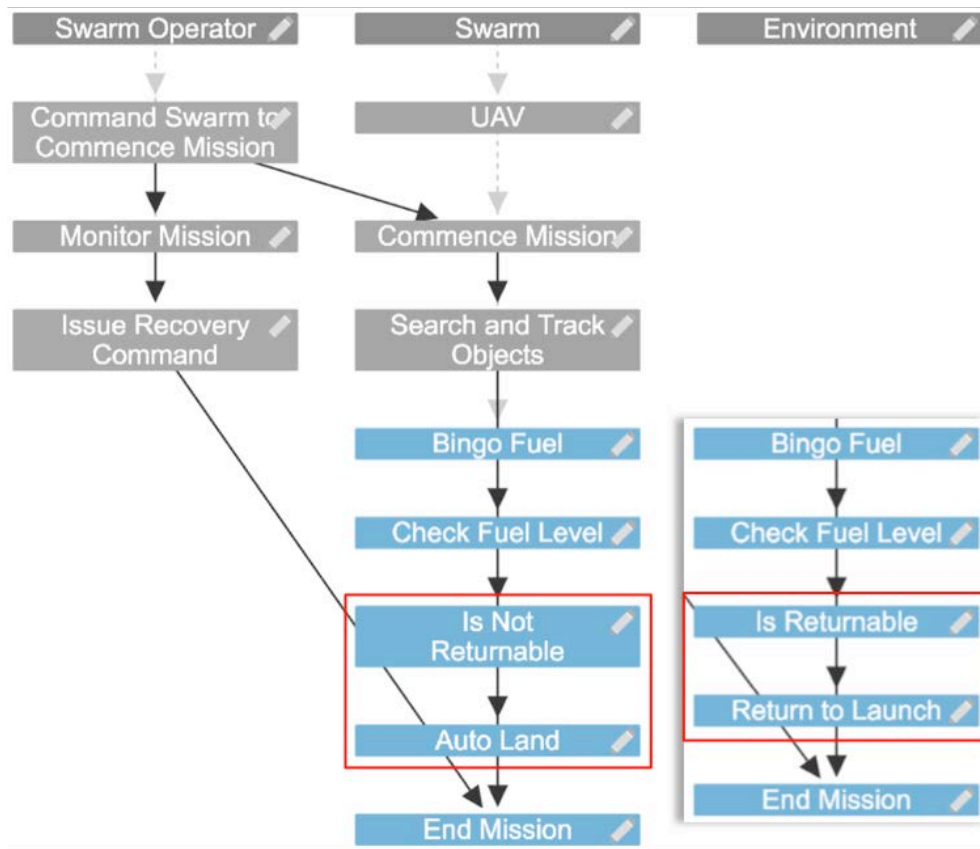 Swarm Operator
Swarm
Environment
Command Swarm to
Commence Mission
UAV
Monitor Mission
Commence Mission
Issue Recovery
Command
Search and Track
Objects
Bingo Fuel
Check Fuel Level
Is Not
Returnable
Auto Land
End Mission
Bingo Fuel
Check Fuel Level
Is Returnable
Return to Launch
End Mission